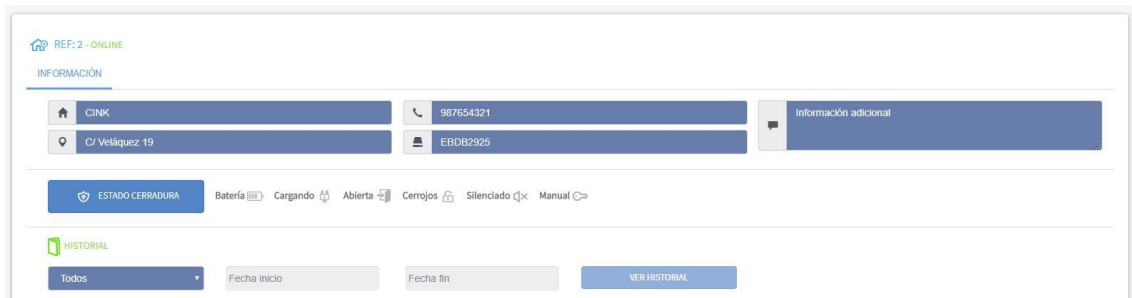 REF: 2 - ONLINE
INFORMACIÓN
CINK
987654321
Información adicional
C/ Veláquez 19
EBDB2925
ESTADO CERRADURA Batería Cargando Abierta Cerrojos Silenciado Manual
HISTORIAL
Todos Fecha inicio Fecha fin VER HISTORIAL